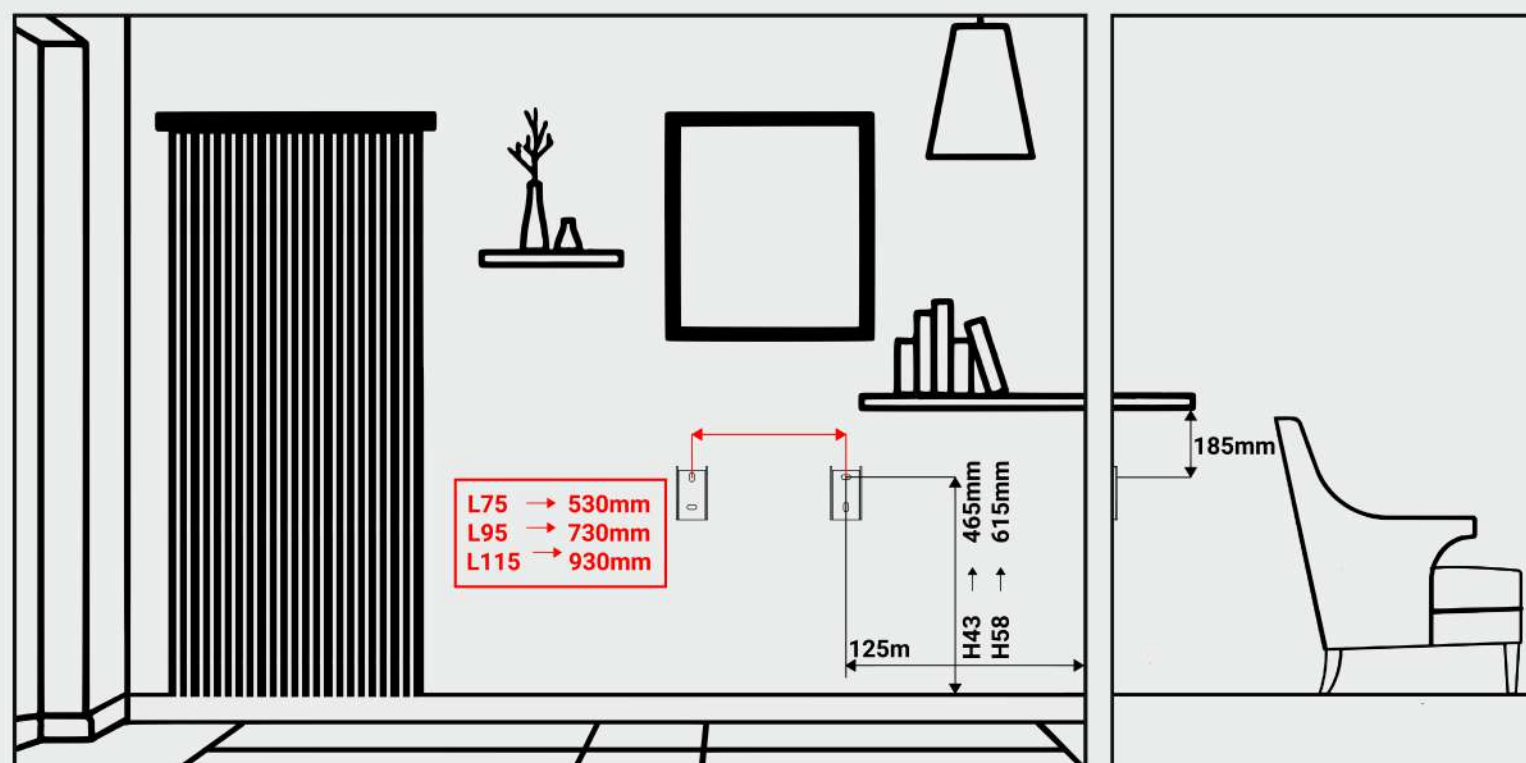 185mm
L75 → 530mm
L95 → 730mm
L115 → 930mm
H43 → 465mm
H58 → 615mm
125m